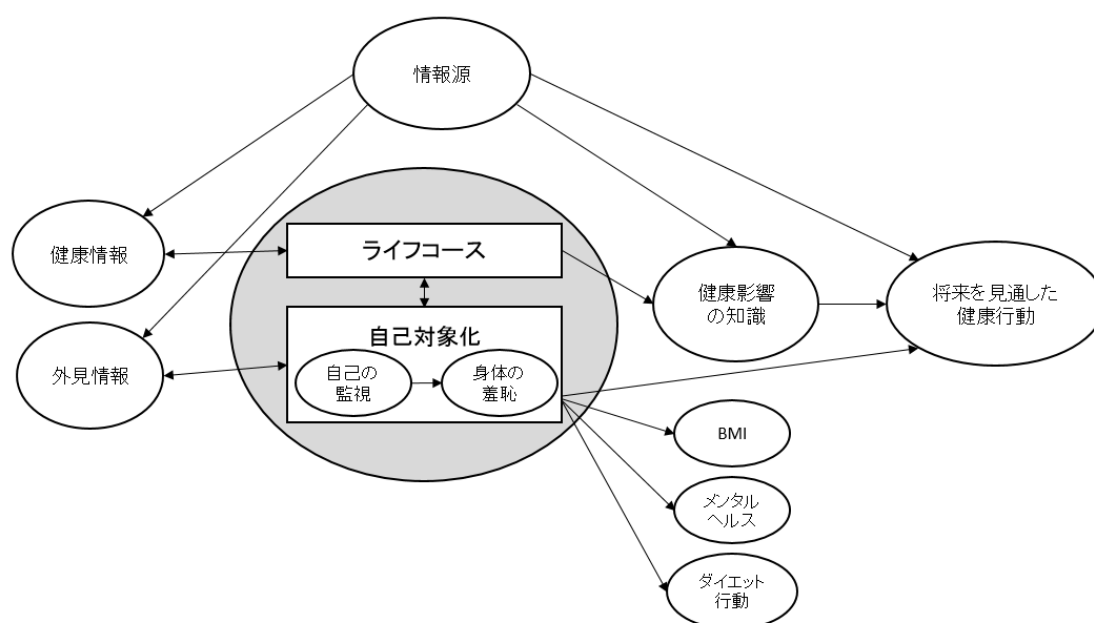 情報源
健康情報
ライフコース
健康影響
の知識
将来を見通した
健康行動
外見情報
自己対象化
自己の
監視
身体の
羞恥
BMI
メンタル
ヘルス
ダイエット
行動